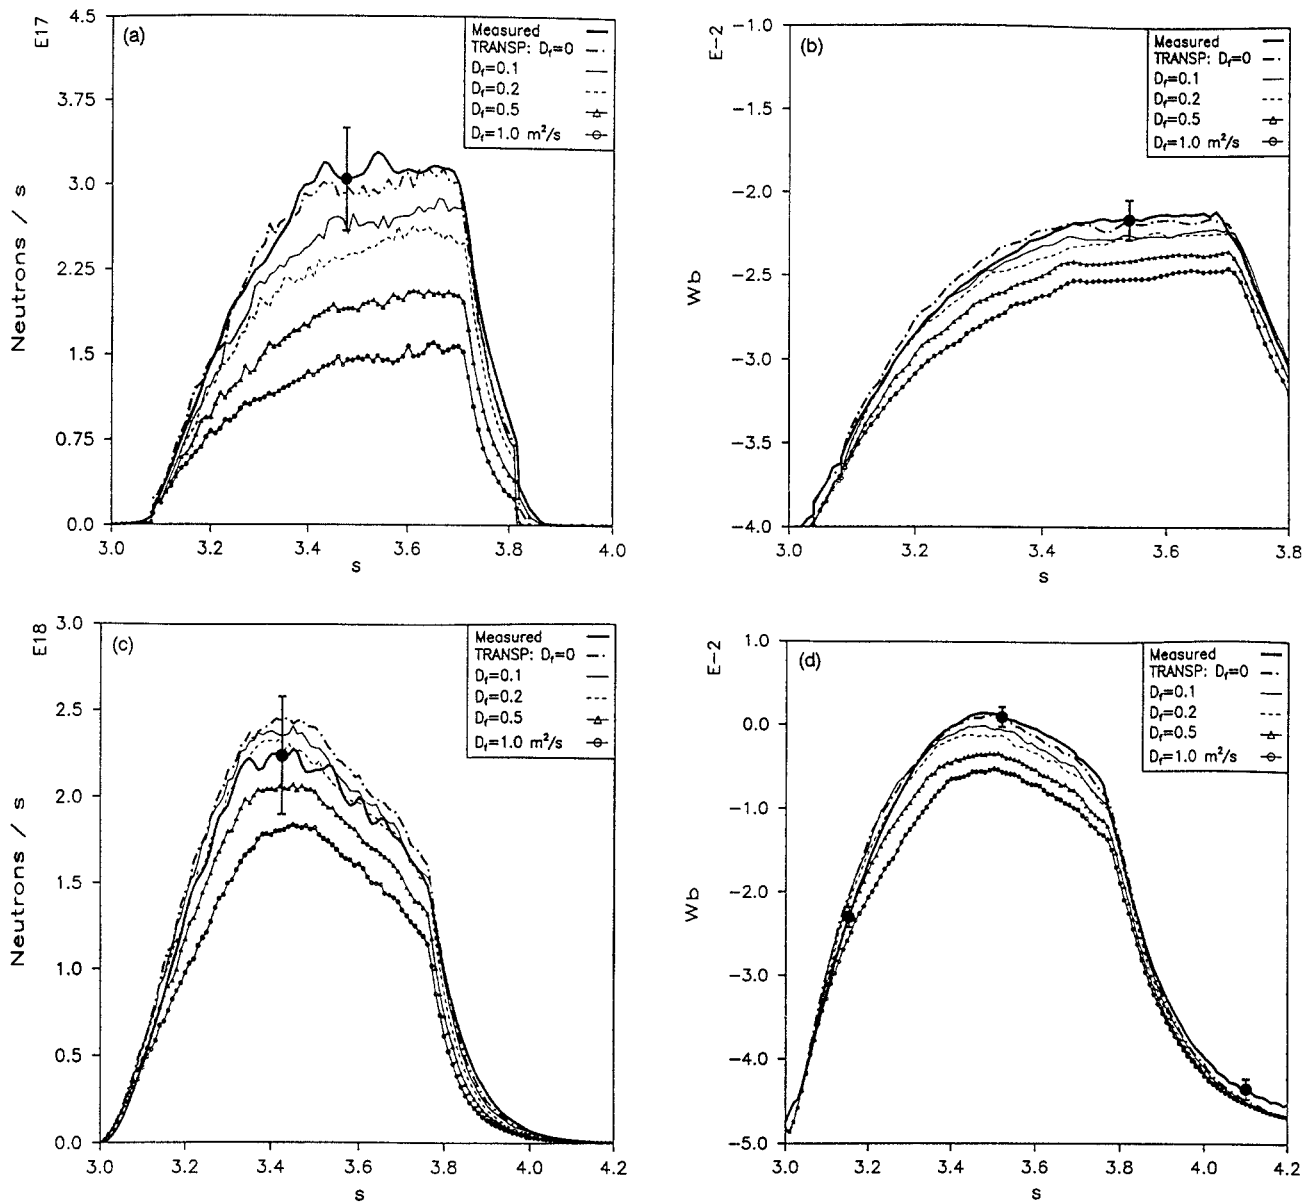 E17
(a)
Measured
TRANSP: Df=0
Df=0.1
Df=0.2
Df=0.5
Df=1.0 m²/s
4.5
3.75
3.0
2.25
1.5
0.75
0.0
Neutrons / s
3.0 3.2 3.4 3.6 3.8 4.0
s
E-2
(b)
Measured
TRANSP: Df=0
Df=0.1
Df=0.2
Df=0.5
Df=1.0 m²/s
-1.0
-1.5
-2.0
-2.5
-3.0
-3.5
-4.0
Wb
3.0 3.2 3.4 3.6 3.8
s
E18
(c)
Measured
TRANSP: Df=0
Df=0.1
Df=0.2
Df=0.5
Df=1.0 m²/s
3.0
2.5
2.0
1.5
1.0
0.5
0.0
Neutrons / s
3.0 3.2 3.4 3.6 3.8 4.0 4.2
s
E-2
(d)
Measured
TRANSP: Df=0
Df=0.1
Df=0.2
Df=0.5
Df=1.0 m²/s
1.0
0.0
-1.0
-2.0
-3.0
-4.0
-5.0
Wb
3.0 3.2 3.4 3.6 3.8 4.0 4.2
s